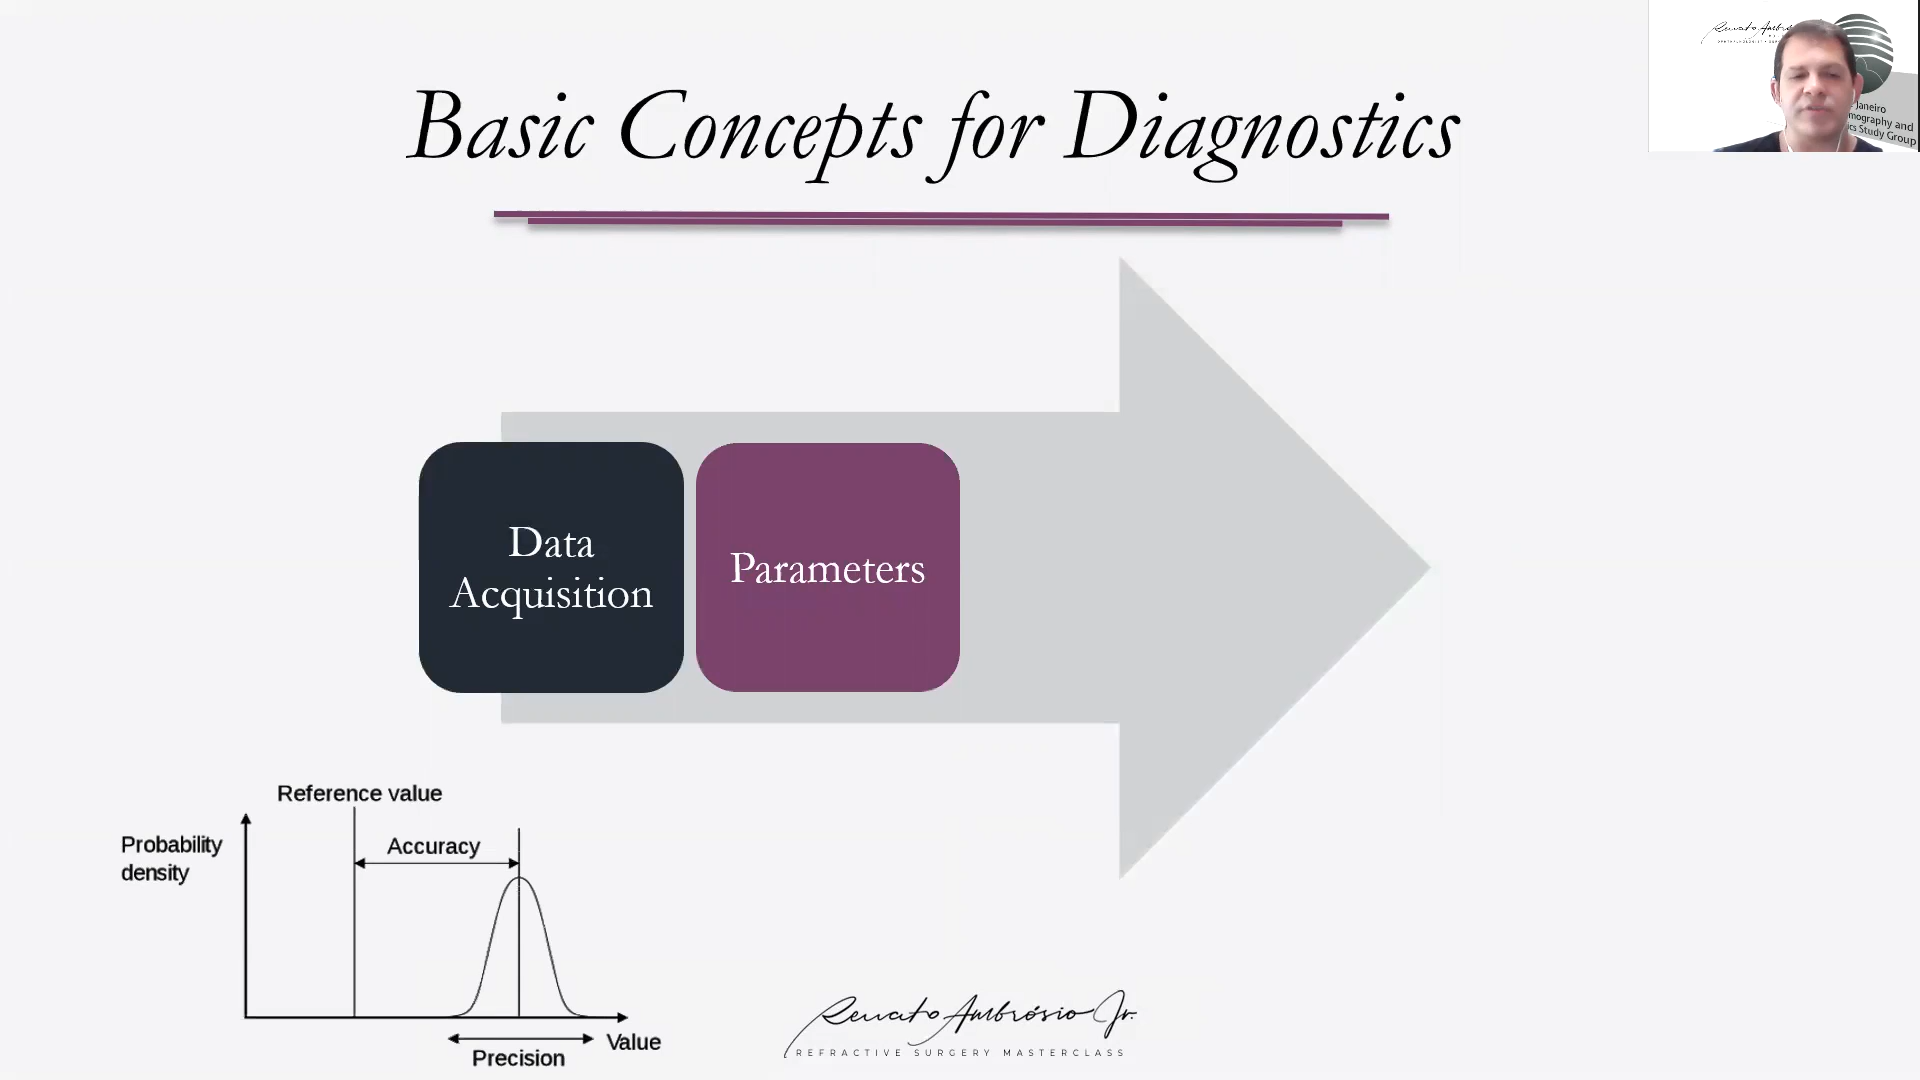 Basic Concepts for Diagnostics
Janeiro
mography and
ics Study Group
Data
Acquisition
Parameters
Reference value
Probability
density
Accuracy
Value
Precision
Renato Ambrósio Jr.
REFRACTIVE SURGERY MASTERCLASS